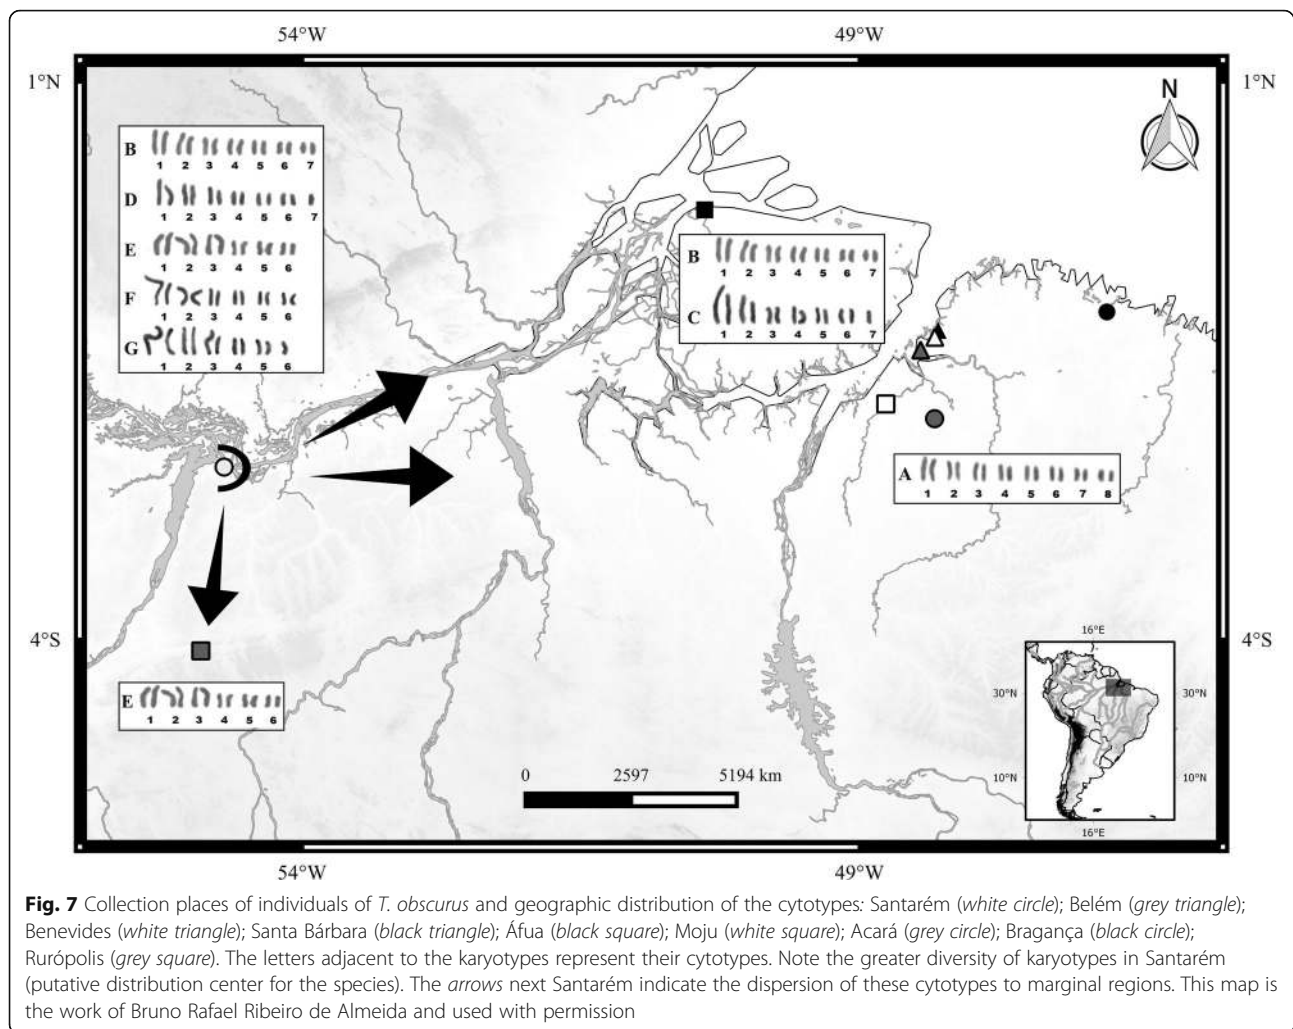 54°W 49°W
1°N 1°N
N
B
1 2 3 4 5 6 7
D
1 2 3 4 5 6 7
E
1 2 3 4 5 6
F
1 2 3 4 5 6
G
1 2 3 4 5 6
B
1 2 3 4 5 6 7
C
1 2 3 4 5 6 7
A
1 2 3 4 5 6 7 8
4°S 4°S
E
1 2 3 4 5 6
16°E
30°N 30°N
10°N 10°N
16°E
0 2597 5194 km
54°W 49°W
Fig. 7 Collection places of individuals of T. obscurus and geographic distribution of the cytotypes: Santarém (white circle); Belém (grey triangle);
Benevides (white triangle); Santa Bárbara (black triangle); Áfua (black square); Moju (white square); Acará (grey circle); Bragança (black circle);
Rurópolis (grey square). The letters adjacent to the karyotypes represent their cytotypes. Note the greater diversity of karyotypes in Santarém
(putative distribution center for the species). The arrows next Santarém indicate the dispersion of these cytotypes to marginal regions. This map is
the work of Bruno Rafael Ribeiro de Almeida and used with permission